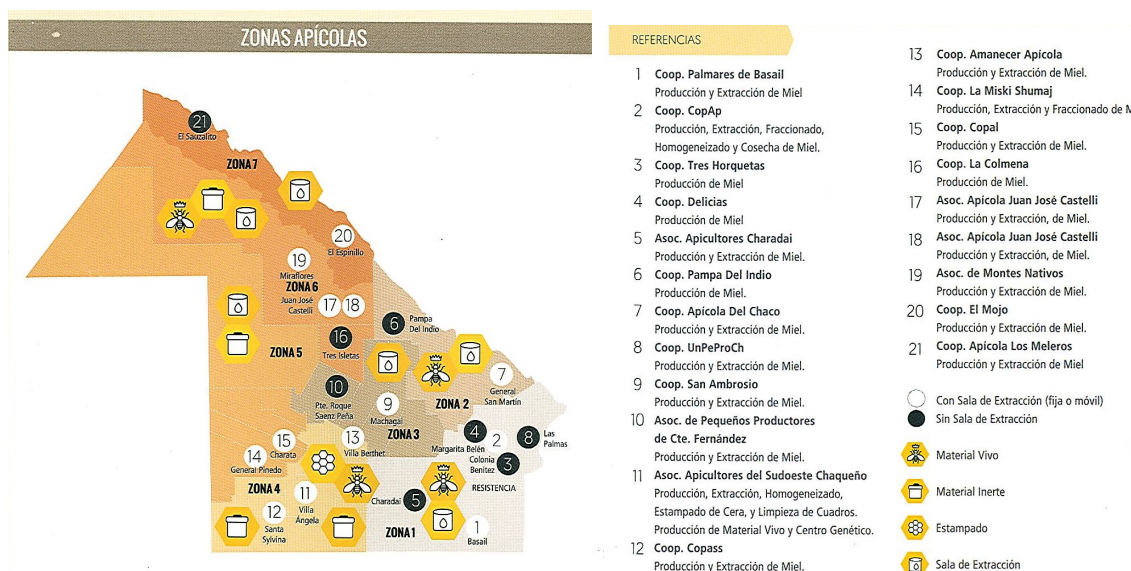 ZONAS APÍCOLAS
21
El Sauzalito
ZONA 7
20
El Espinillo
19
Miraflores
ZONA 6
Juan José
Castelli
17
18
6
Pampa
Del Indio
16
Tres Isletas
ZONA 5
7
General
San Martín
10
Pte. Roque
Saenz Peña
9
Machagai
ZONA 2
ZONA 3
4
Margarita Belén
2
Colonia
Benitez
8
Las
Palmas
3
RESISTENCIA
13
Villa Berthet
15
Charata
14
General Pinedo
ZONA 4
11
Villa
Ángela
12
Santa
Sylvina
Charadai
5
ZONA 1
1
Basail
REFERENCIAS
1 Coop. Palmares de Basail
Producción y Extracción de Miel
2 Coop. CopAp
Producción, Extracción, Fraccionado,
Homogeneizado y Cosecha de Miel.
3 Coop. Tres Horquetas
Producción de Miel
4 Coop. Delicias
Producción de Miel
5 Asoc. Apicultores Charadai
Producción y Extracción de Miel.
6 Coop. Pampa Del Indio
Producción de Miel.
7 Coop. Apícola Del Chaco
Producción y Extracción de Miel.
8 Coop. UnPeProCh
Producción y Extracción de Miel.
9 Coop. San Ambrosio
Producción y Extracción de Miel.
10 Asoc. de Pequeños Productores
de Cte. Fernández
Producción y Extracción de Miel.
11 Asoc. Apicultores del Sudoeste Chaqueño
Producción, Extracción, Homogeneizado,
Estampado de Cera, y Limpieza de Cuadros.
Producción de Material Vivo y Centro Genético.
12 Coop. Copass
Producción y Extracción de Miel.
13 Coop. Amanecer Apícola
Producción y Extracción de Miel.
14 Coop. La Miski Shumaj
Producción, Extracción y Fraccionado de M
15 Coop. Copal
Producción y Extracción de Miel.
16 Coop. La Colmena
Producción de Miel.
17 Asoc. Apícola Juan José Castelli
Producción y Extracción, de Miel.
18 Asoc. Apícola Juan José Castelli
Producción y Extracción, de Miel.
19 Asoc. de Montes Nativos
Producción y Extracción de Miel.
20 Coop. El Mojo
Producción y Extracción de Miel.
21 Coop. Apícola Los Meleros
Producción y Extracción de Miel
Con Sala de Extracción (fija o móvil)
Sin Sala de Extracción
Material Vivo
Material Inerte
Estampado
Sala de Extracción